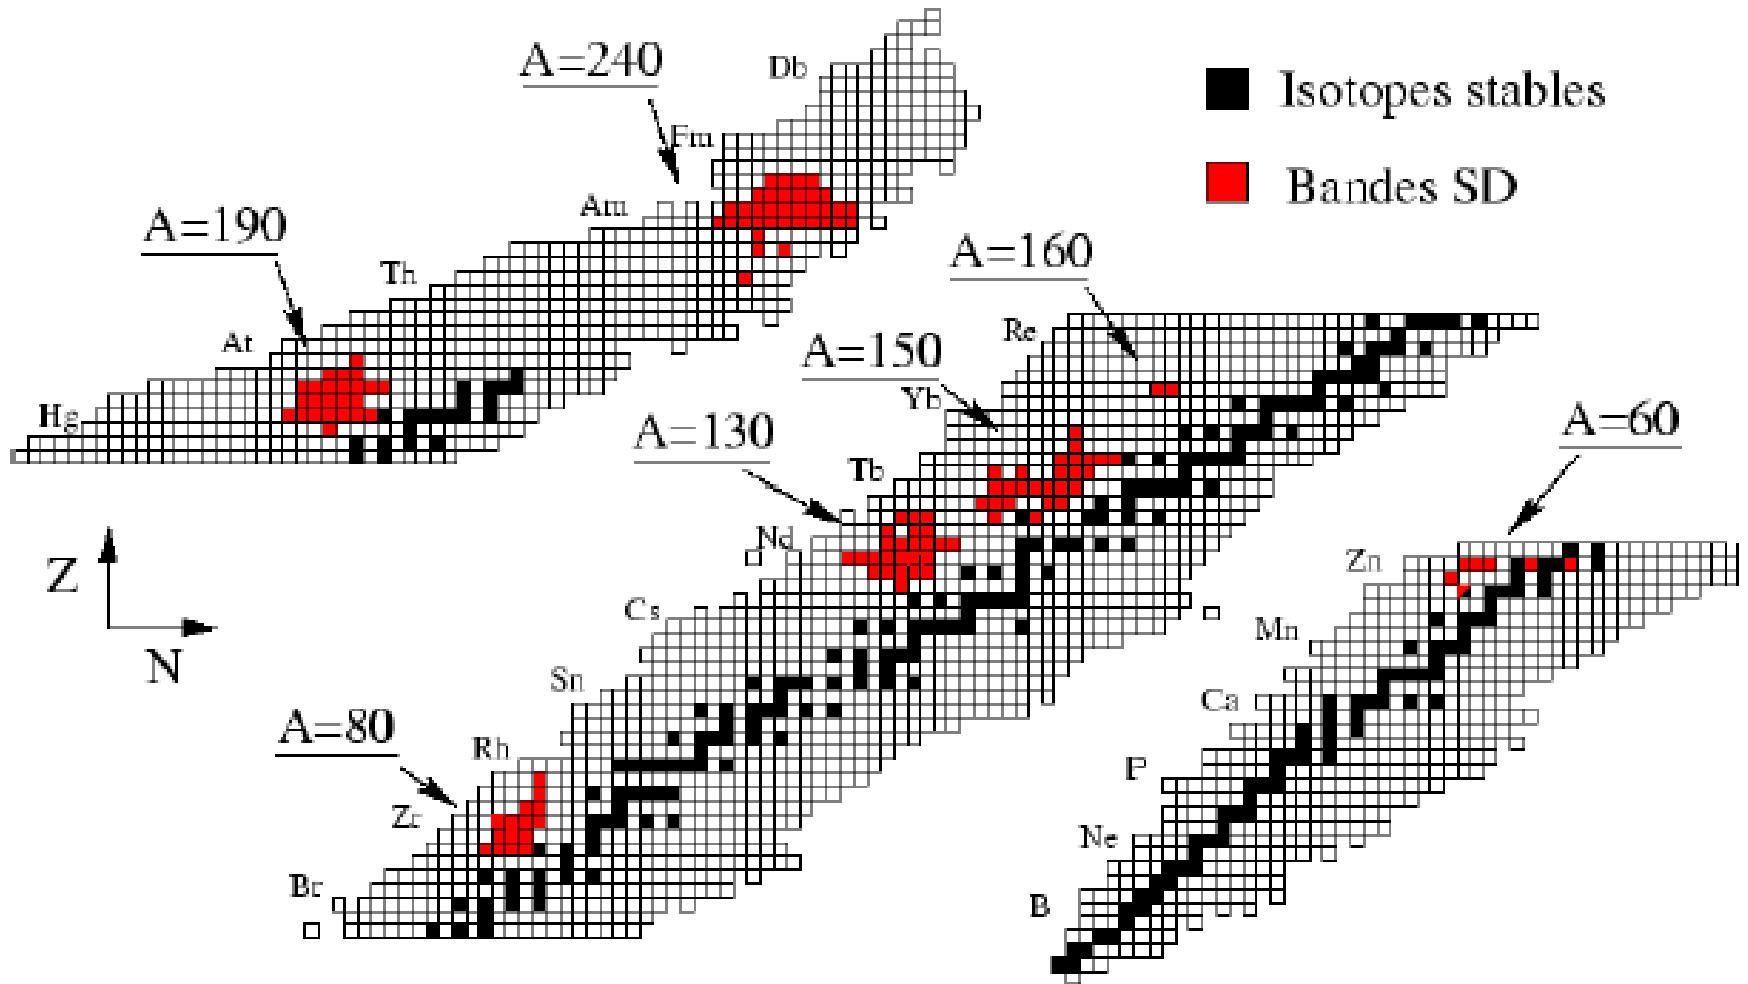 A=240
Db
Isotopes stables
Fm
Bandes SD
Am
A=190
Th
A=160
At
Re
A=150
Hg
Yb
A=130
A=60
Tb
Nd
Z
N
Zn
Cs
Mn
Sn
Ca
A=80
Rh
P
Zr
Ne
Br
B